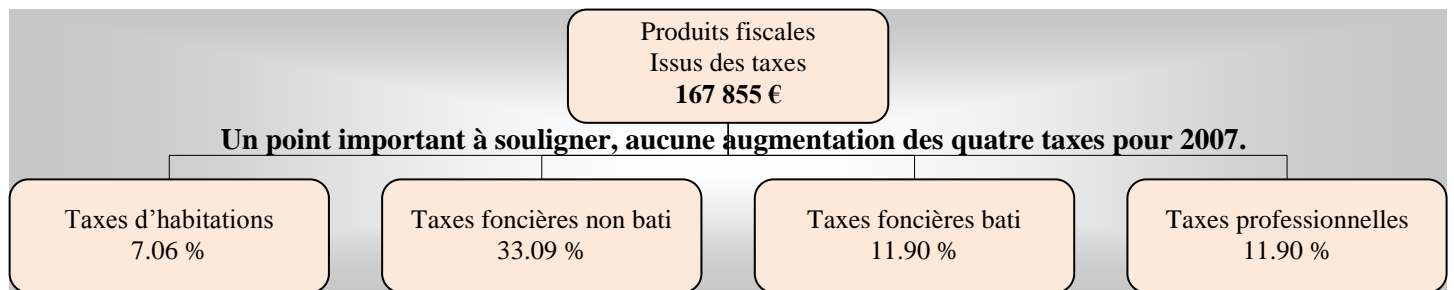 Produits fiscales
Issus des taxes
167 855 €
Un point important à souligner, aucune augmentation des quatre taxes pour 2007.
Taxes d’habitations
7.06 %
Taxes foncières non bati
33.09 %
Taxes foncières bati
11.90 %
Taxes professionnelles
11.90 %